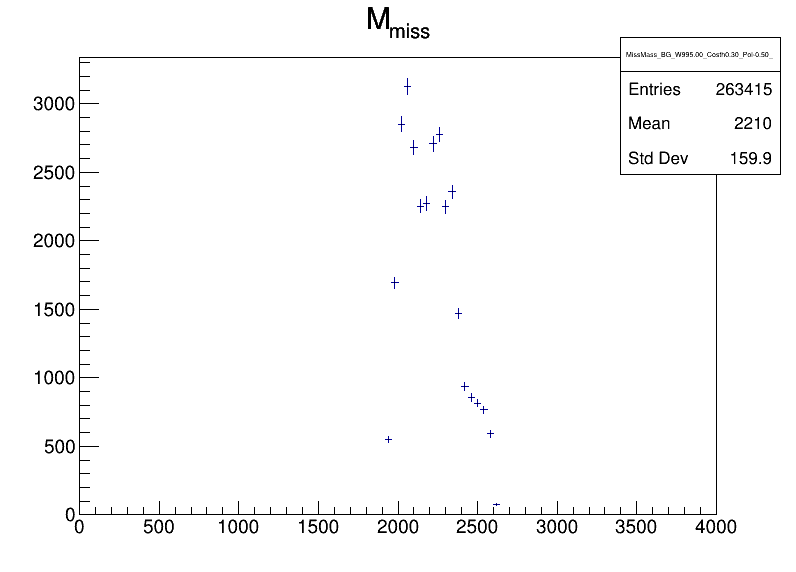 Mmiss
MissMass_BG_W995.00_Costh0.30_Pol-0.50_
Entries 263415
Mean 2210
Std Dev 159.9
3000
2500
2000
1500
1000
500
0
0 500 1000 1500 2000 2500 3000 3500 4000